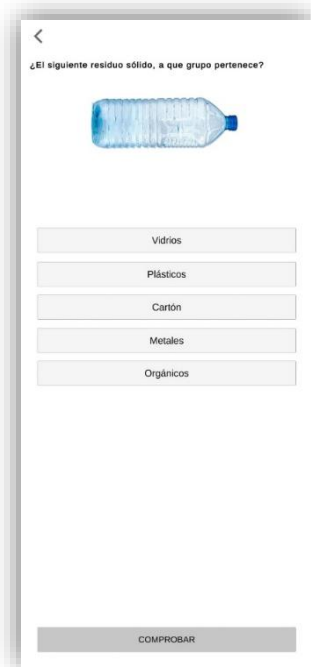 ¿El siguiente residuo sólido, a que grupo pertenece?
Vidrios
Plásticos
Cartón
Metales
Orgánicos
COMPROBAR